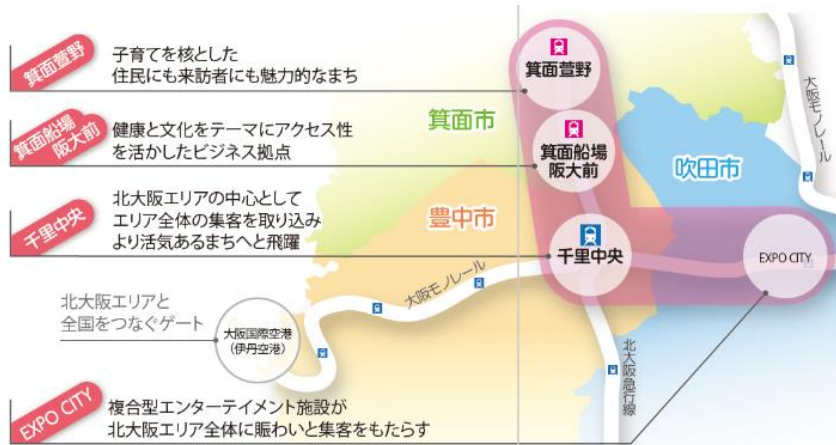 箕面萱野
子育てを核とした
住民にも来訪者にも魅力的なまち
箕面船場
阪大前
健康と文化をテーマにアクセス性
を活かしたビジネス拠点
千里中央
北大阪エリアの中心として
エリア全体の集客を取り込み
より活気あるまちへと飛躍
北大阪エリアと
全国をつなぐゲート
大阪国際空港
(伊丹空港)
EXPO CITY
複合型エンターテイメント施設が
北大阪エリア全体に賑わいと集客をもたらす
箕面市
豊中市
吹田市
箕面萱野
箕面船場
阪大前
千里中央
EXPO CITY
大阪モノレール
大阪モノレール
北大阪急行線